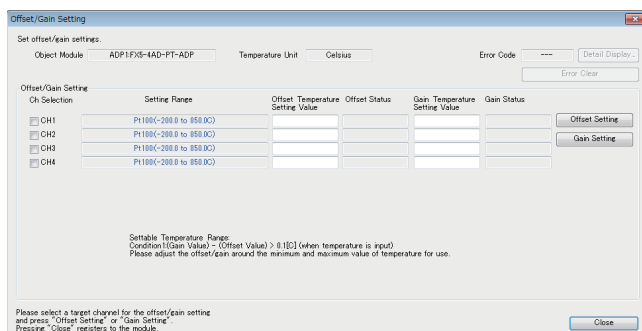 Offset/Gain Setting
Set offset/gain settings.
Object Module ADP1:FX5-4AD-PT-ADP Temperature Unit Celsius Error Code --- Detail Display...
Error Clear
Offset/Gain Setting
Ch Selection Setting Range Offset Temperature Setting Value Offset Status Gain Temperature Setting Value Gain Status
CH1 Pt100(-200.0 to 850.0C) Offset Setting
CH2 Pt100(-200.0 to 850.0C) Gain Setting
CH3 Pt100(-200.0 to 850.0C)
CH4 Pt100(-200.0 to 850.0C)
Settable Temperature Range:
Condition1:(Gain Value) - (Offset Value) > 0.1[C] (when temperature is input)
Please adjust the offset/gain around the minimum and maximum value of temperature for use.
Please select a target channel for the offset/gain setting
and press "Offset Setting" or "Gain Setting".
Pressing "Close" registers to the module.
Close